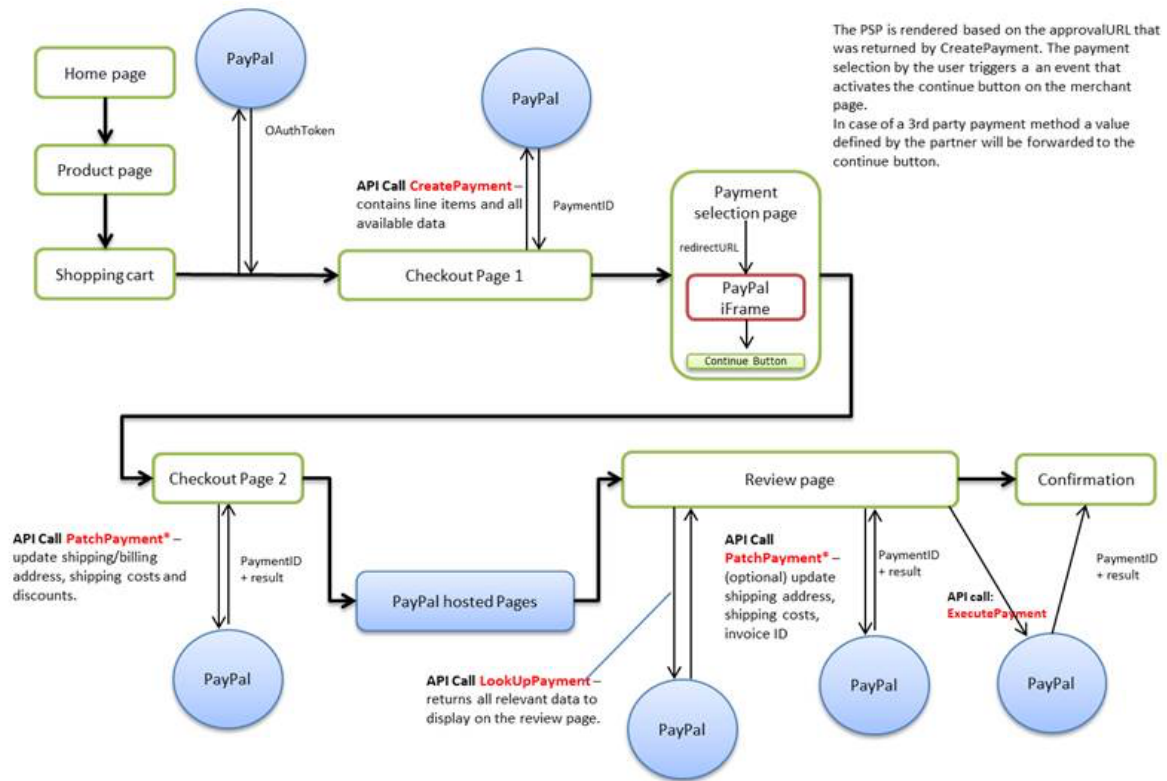 The PSP is rendered based on the approvalURL that
was returned by CreatePayment. The payment
selection by the user triggers a an event that
activates the continue button on the merchant
page.
In case of a 3rd party payment method a value
defined by the partner will be forwarded to the
continue button.
Home page
Product page
Shopping cart
PayPal
OAuthToken
PayPal
API Call CreatePayment –
contains line items and all
available data
PaymentID
Checkout Page 1
Payment
selection page
redirectURL
PayPal
iFrame
Continue Button
Checkout Page 2
API Call PatchPayment* –
update shipping/billing
address, shipping costs and
discounts.
PaymentID
+ result
PayPal
PayPal hosted Pages
Review page
API Call LookUpPayment –
returns all relevant data to
display on the review page.
PayPal
API Call
PatchPayment* –
(optional) update
shipping address,
shipping costs,
invoice ID
PaymentID
+ result
PayPal
API call:
ExecutePayment
PayPal
PaymentID
+ result
Confirmation